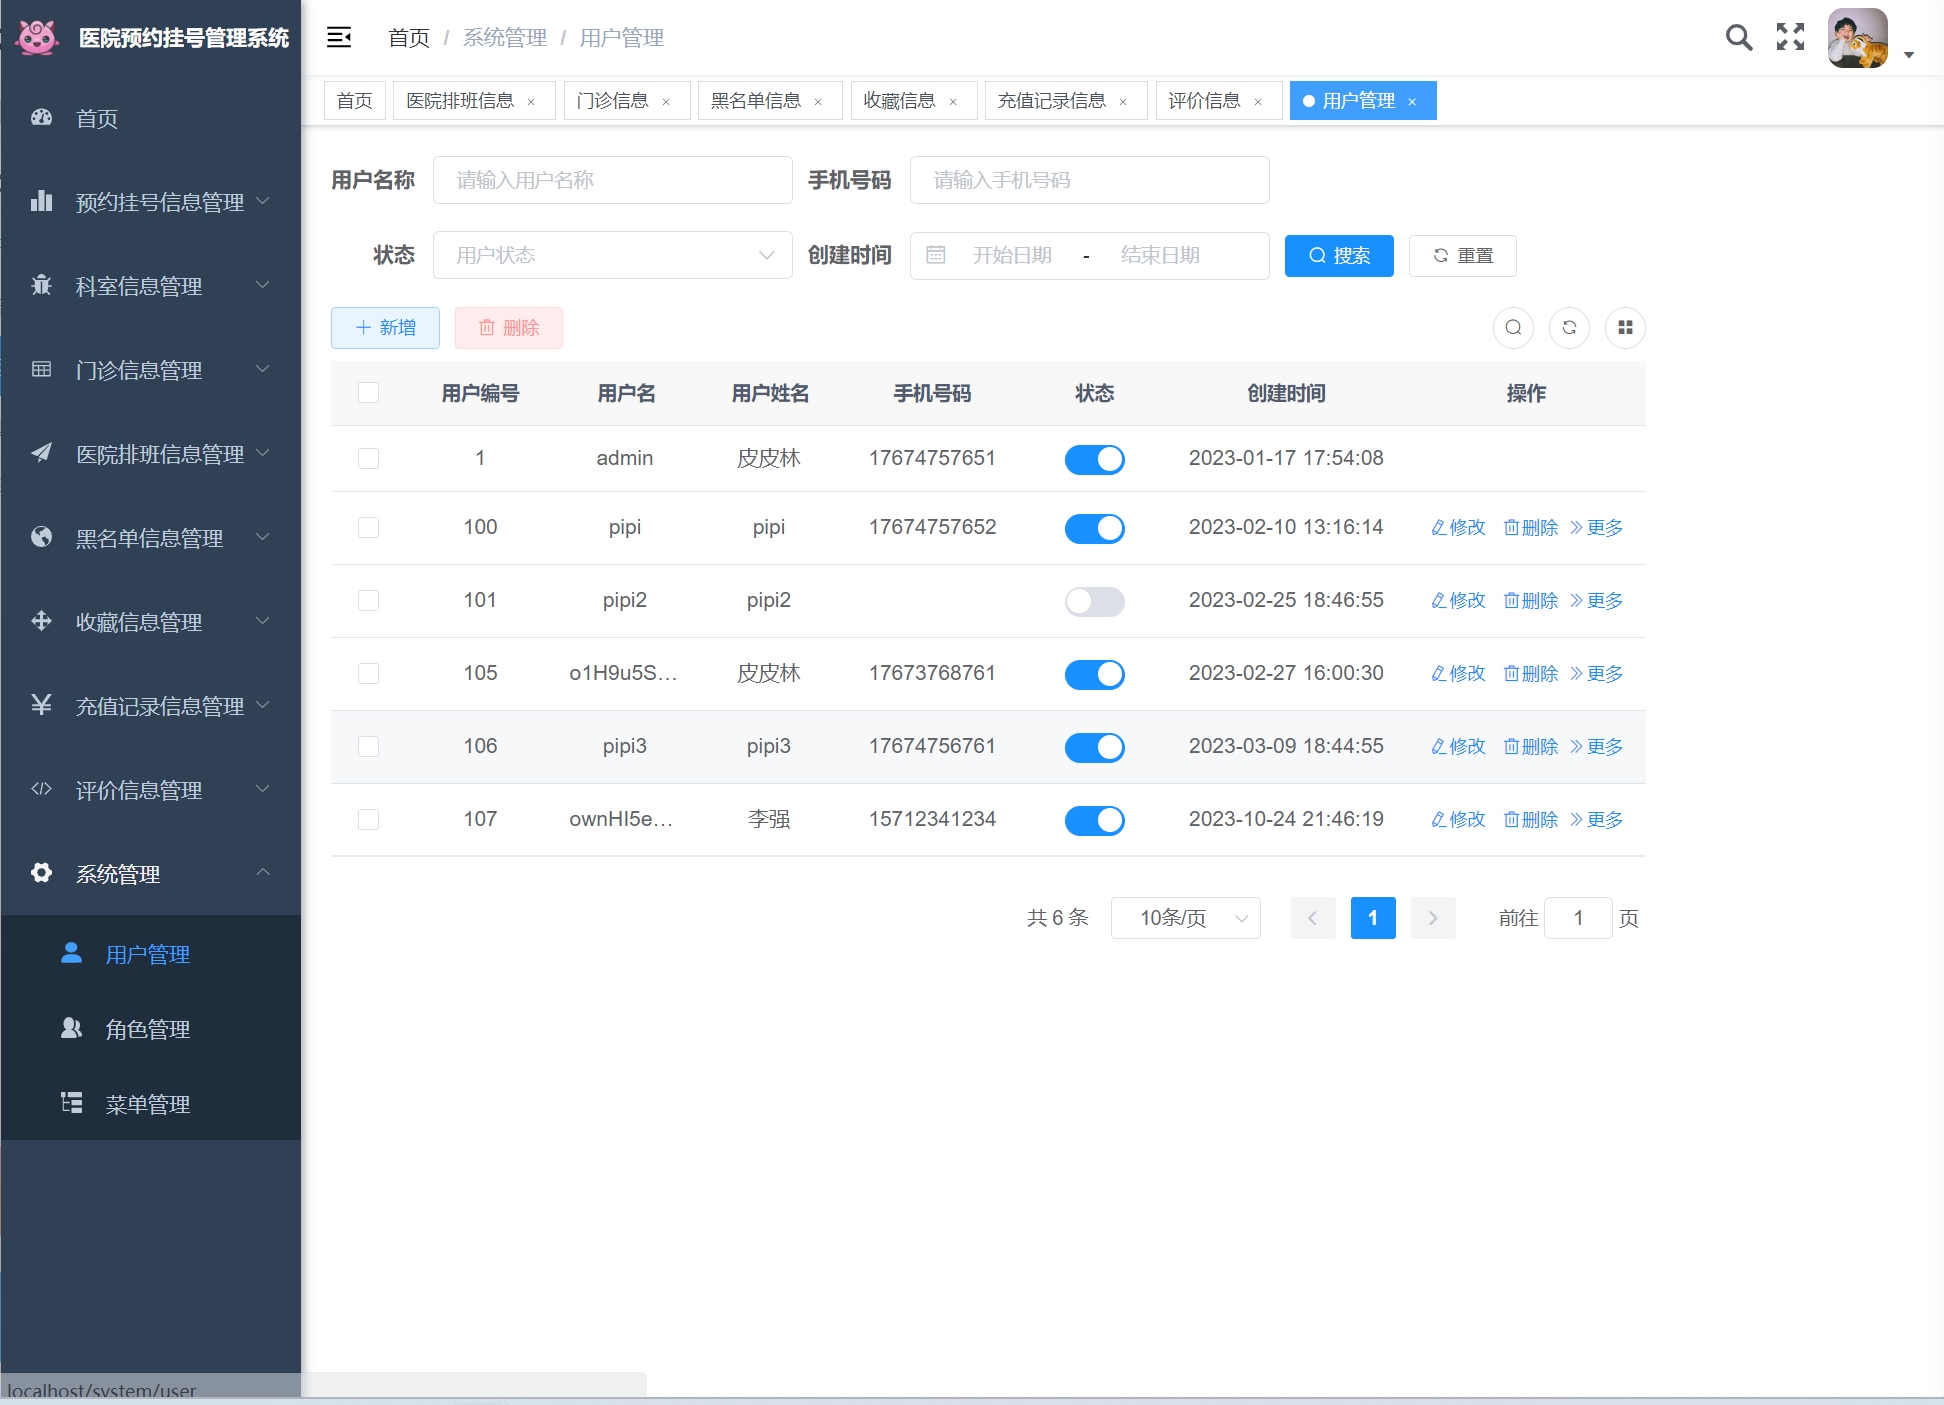 医院预约挂号管理系统
首页 / 系统管理 / 用户管理
首页
医院排班信息 ×
门诊信息 ×
黑名单信息 ×
收藏信息 ×
充值记录信息 ×
评价信息 ×
用户管理 ×
首页
预约挂号信息管理
科室信息管理
门诊信息管理
医院排班信息管理
黑名单信息管理
收藏信息管理
充值记录信息管理
评价信息管理
系统管理
用户管理
角色管理
菜单管理
用户名称 请输入用户名称 手机号码 请输入手机号码
状态 用户状态 创建时间 开始日期 - 结束日期 搜索 重置
新增 删除
用户编号 用户名 用户姓名 手机号码 状态 创建时间 操作
1 admin 皮皮林 17674757651 2023-01-17 17:54:08
100 pipi pipi 17674757652 2023-02-10 13:16:14 修改 删除 更多
101 pipi2 pipi2 2023-02-25 18:46:55 修改 删除 更多
105 o1H9u5S... 皮皮林 17673768761 2023-02-27 16:00:30 修改 删除 更多
106 pipi3 pipi3 17674756761 2023-03-09 18:44:55 修改 删除 更多
107 ownHI5e... 李强 15712341234 2023-10-24 21:46:19 修改 删除 更多
共 6 条 10条/页 1 前往 1 页
localhost/system/user